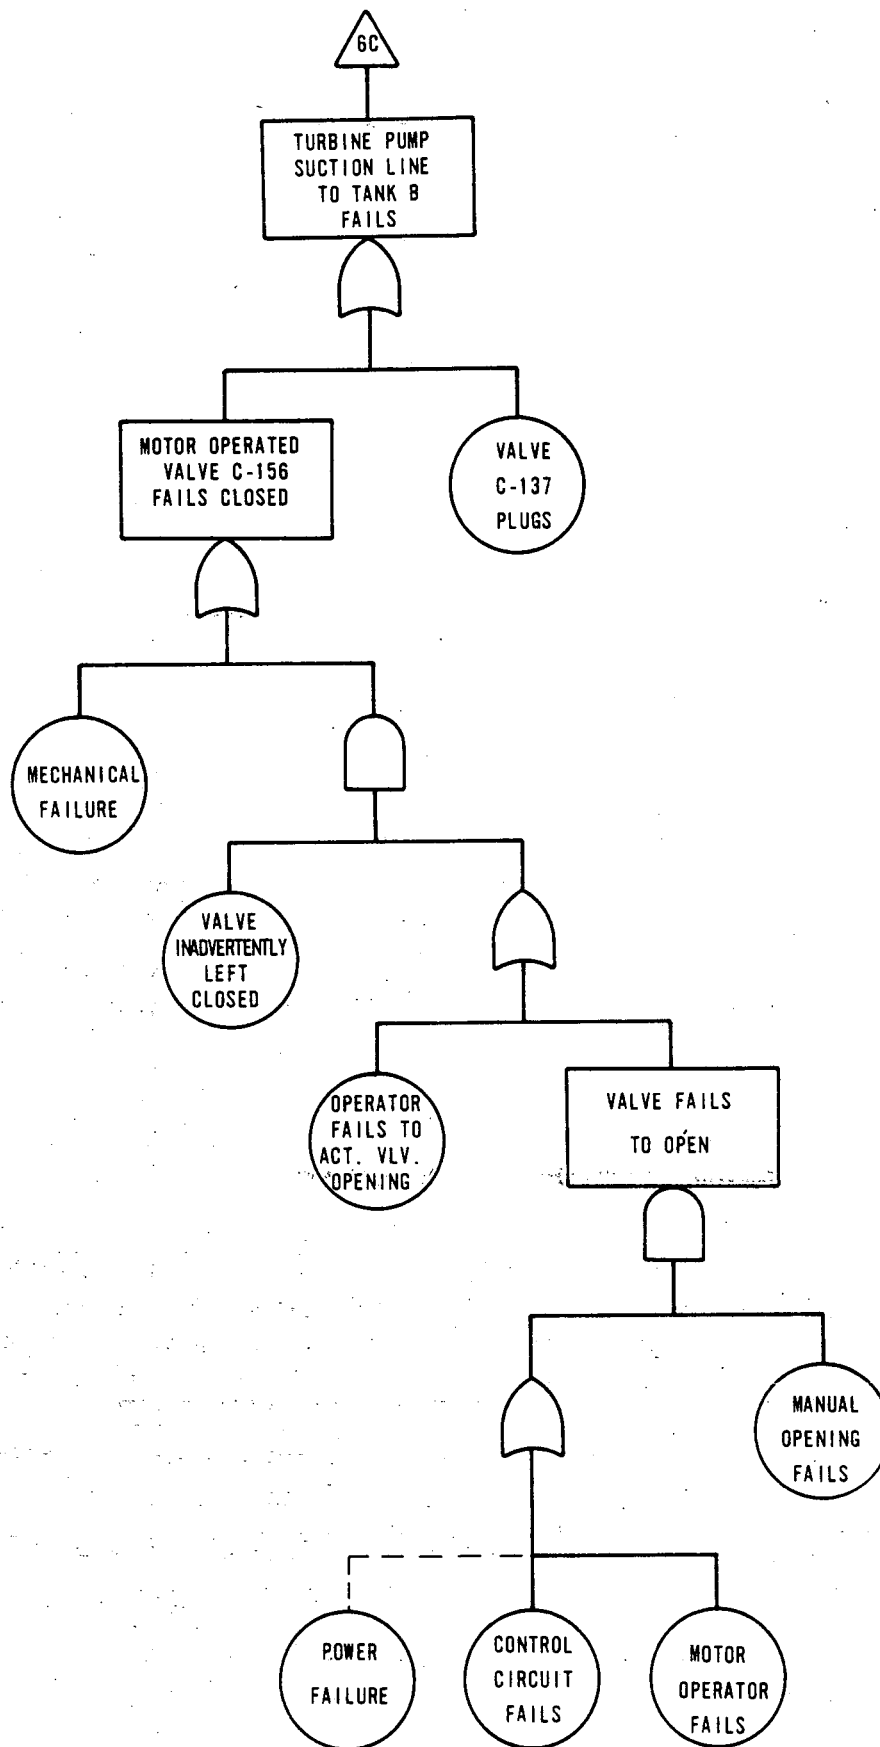 6C
TURBINE PUMP
SUCTION LINE
TO TANK B
FAILS
MOTOR OPERATED
VALVE C-156
FAILS CLOSED
VALVE
C-137
PLUGS
MECHANICAL
FAILURE
VALVE
INADVERTENTLY
LEFT
CLOSED
OPERATOR
FAILS TO
ACT. VLV.
OPENING
VALVE FAILS
TO OPEN
MANUAL
OPENING
FAILS
POWER
FAILURE
CONTROL
CIRCUIT
FAILS
MOTOR
OPERATOR
FAILS